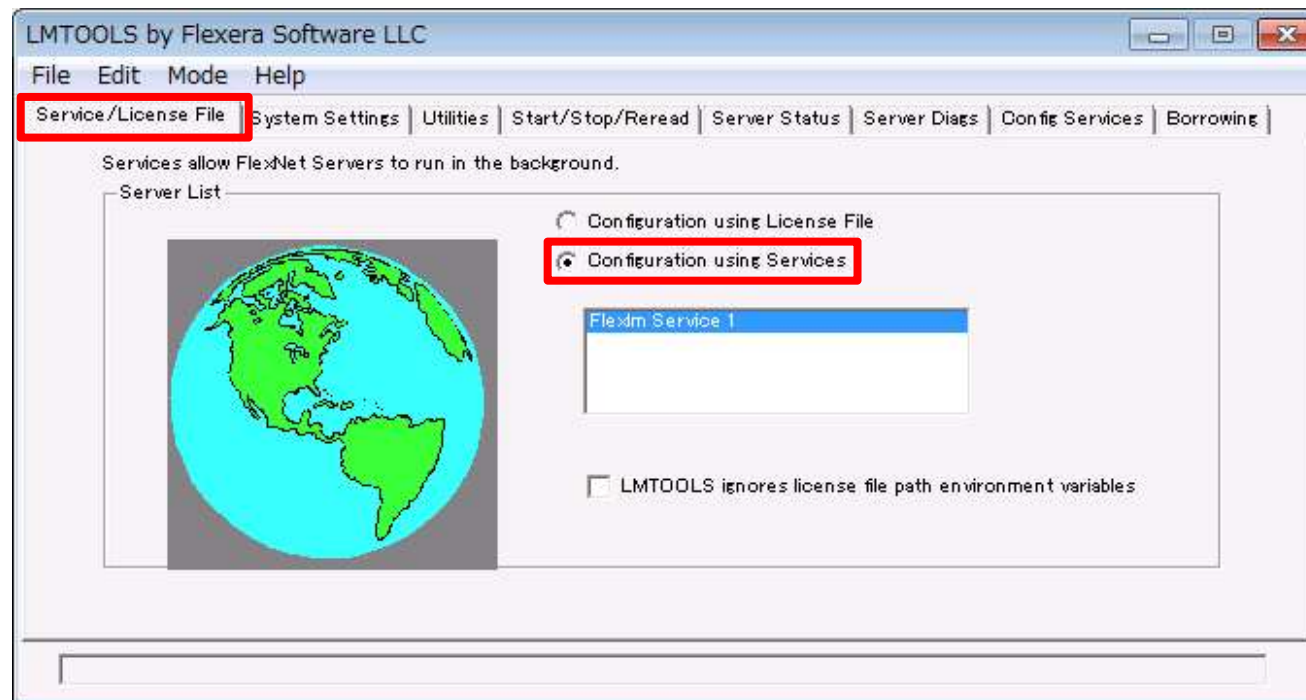 LMTOOLS by Flexera Software LLC
File Edit Mode Help
Service/License File System Settings Utilities Start/Stop/Reread Server Status Server Diags Config Services Borrowing
Services allow FlexNet Servers to run in the background.
Server List
Configuration using License File
Configuration using Services
Flexlm Service 1
LMTOOLS ignores license file path environment variables